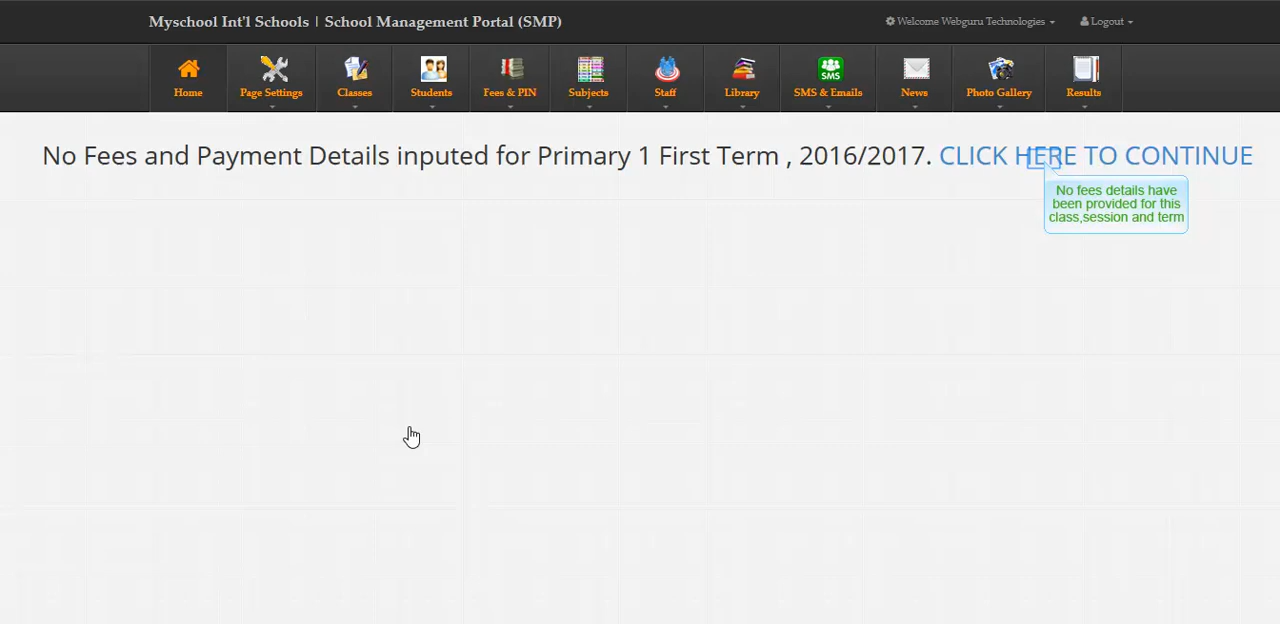 Myschool Int'l Schools | School Management Portal (SMP)
Welcome Webguru Technologies
Logout
Home
Page Settings
Classes
Students
Fees & PIN
Subjects
Staff
Library
SMS
SMS & Emails
News
Photo Gallery
Results
No Fees and Payment Details inputed for Primary 1 First Term , 2016/2017. CLICK HERE TO CONTINUE
No fees details have
been provided for this
class,session and term